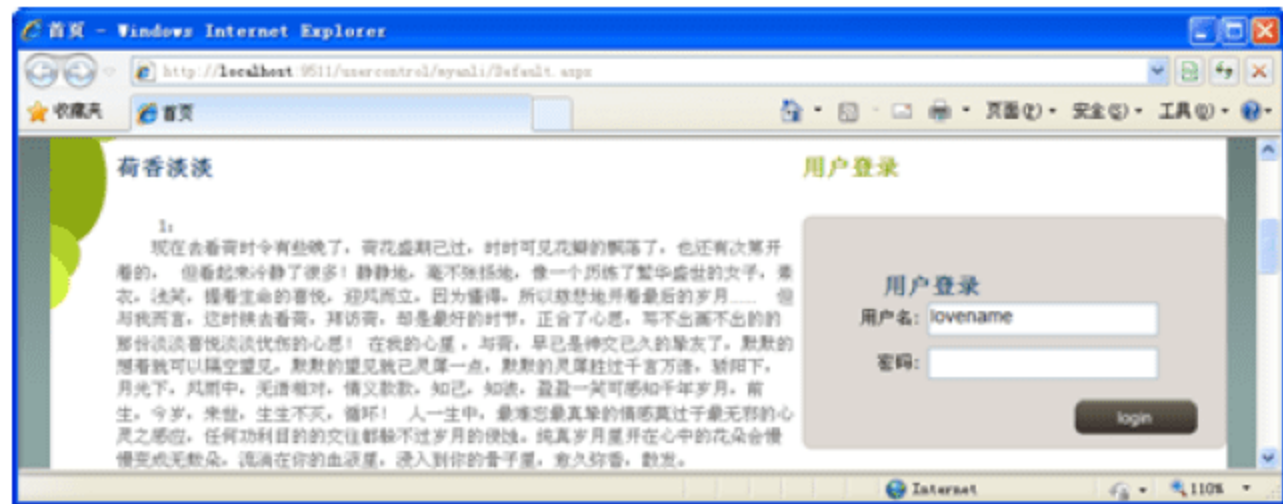 首页 - Windows Internet Explorer
http://localhost:9511/usercontrol/myanli/Default.aspx
收藏夹
首页
页面(P)
安全(S)
工具(O)
荷香淡淡
1:
现在去看荷时令有些晚了，荷花盛期已过，时时可见花瓣的飘落了，也还有次第开
着的， 但看起来冷静了很多！静静地，毫不张扬地，像一个历练了繁华盛世的女子，素
衣，浅笑，握着生命的喜悦，迎风而立，因为懂得，所以慈悲地开着最后的岁月…… 但
与我而言，这时候去看荷，拜访荷，却是最好的时节，正合了心思，写不出画不出的的
那份淡淡喜悦淡淡忧伤的心思！ 在我的心里，与荷，早已是神交已久的挚友了，默默的
想着就可以隔空望见，默默的望见就已灵犀一点，默默的灵犀胜过千言万语，骄阳下，
月光下，风雨中，无语相对，情义款款，知己，知彼，盈盈一笑可感知千年岁月，前
生，今岁，来世，生生不灭，循环！ 人一生中，最难忘最真挚的情感莫过于最无邪的心
灵之感应，任何功利目的的交往都躲不过岁月的侵蚀。纯真岁月里开在心中的花朵会慢
慢变成无数朵，流淌在你的血液里，浸入到你的骨子里，愈久弥香，散发。
用户登录
用户登录
用户名: lovename
密码:
login
Internet
110%